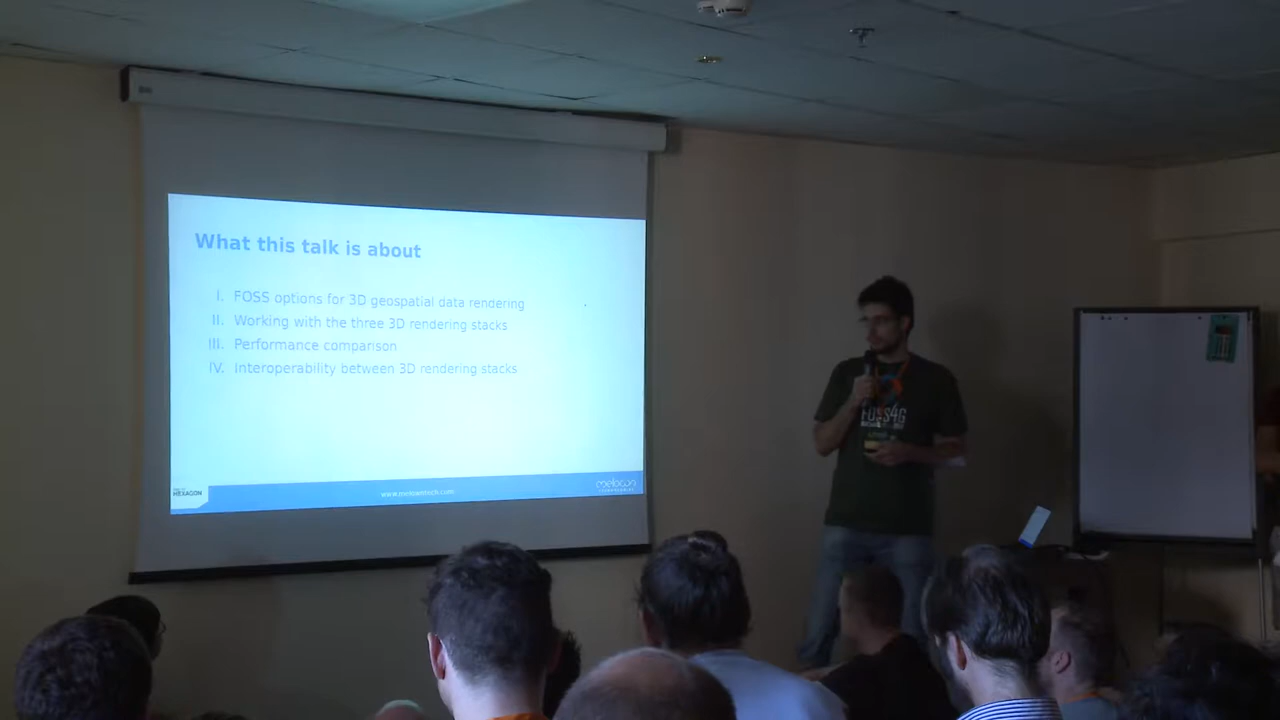 What this talk is about
I. FOSS options for 3D geospatial data rendering
II. Working with the three 3D rendering stacks
III. Performance comparison
IV. Interoperability between 3D rendering stacks
HEXAGON
www.melowntech.com
melown
FOSS4G